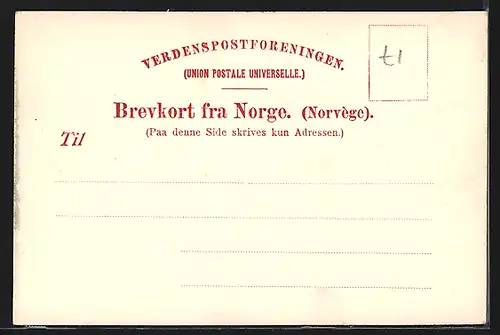 VERDENSPOSTFORENINGEN.
(UNION POSTALE UNIVERSELLE.)
Brevkort fra Norge. (Norvège).
(Paa denne Side skrives kun Adressen.)
Til